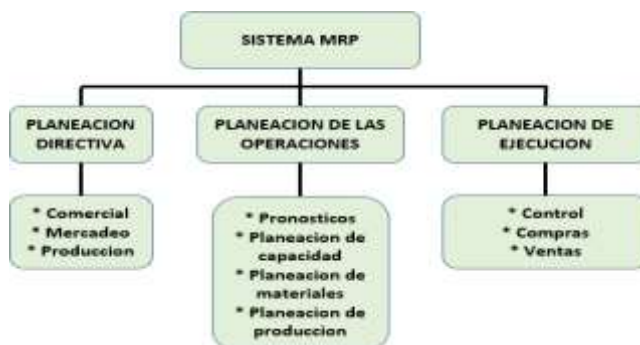 SISTEMA MRP
PLANEACION
DIRECTIVA
PLANEACION DE LAS
OPERACIONES
PLANEACION DE
EJECUCION
* Comercial
* Mercadeo
* Produccion
* Pronosticos
* Planeacion de
capacidad
* Planeacion de
materiales
* Planeacion de
produccion
* Control
* Compras
* Ventas